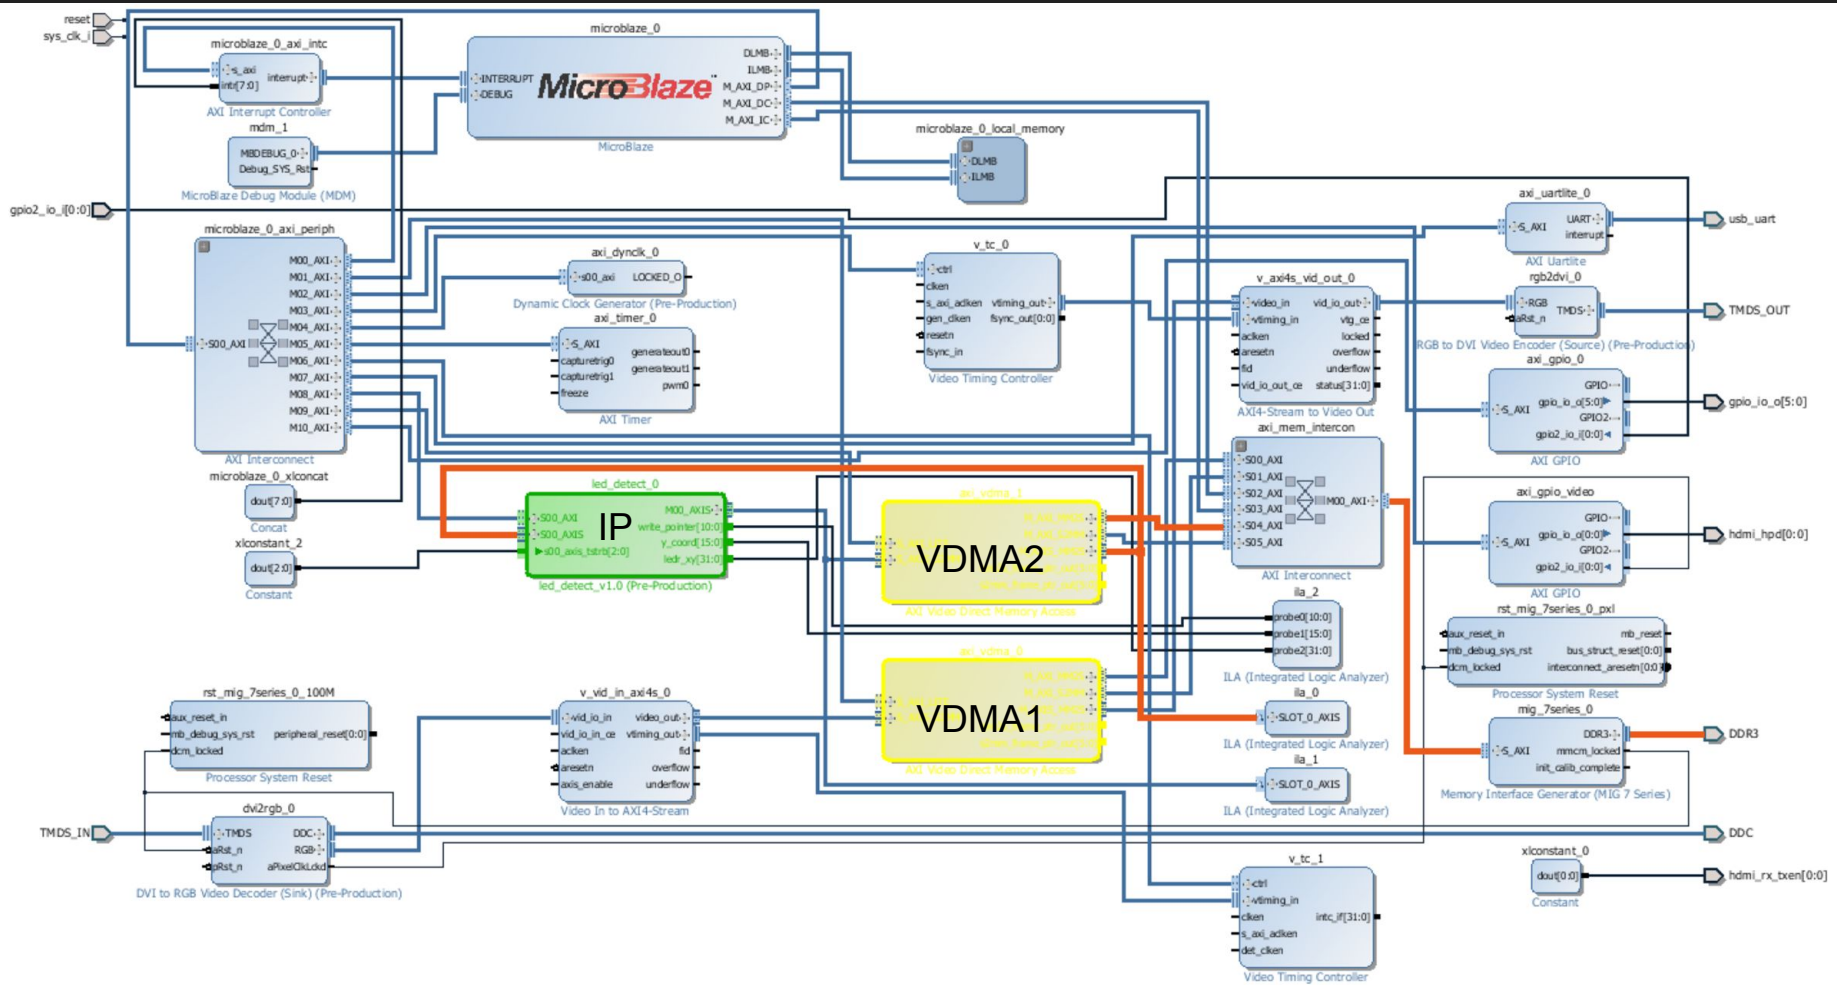 reset
sys_clk_i
gpio2_io_i[0:0]
TMDS_IN
microblaze_0_axi_intc
s_axi
intr[7:0]
interrupt
AXI Interrupt Controller
mdm_1
MBDEBUG_0
Debug_SYS_Rst
MicroBlaze Debug Module (MDM)
microblaze_0
INTERRUPT
DEBUG
MicroBlaze
DLMB
ILMB
M_AXI_DP
M_AXI_DC
M_AXI_IC
MicroBlaze
microblaze_0_local_memory
DLMB
ILMB
microblaze_0_axi_periph
S00_AXI
M00_AXI
M01_AXI
M02_AXI
M03_AXI
M04_AXI
M05_AXI
M06_AXI
M07_AXI
M08_AXI
M09_AXI
M10_AXI
AXI Interconnect
axi_dynclk_0
s00_axi
LOCKED_O
Dynamic Clock Generator (Pre-Production)
axi_timer_0
S_AXI
capturetrig0
capturetrig1
freeze
generateout0
generateout1
pwm0
AXI Timer
v_tc_0
ctrl
clken
s_axi_aclken
gen_clken
resetn
fsync_in
vtiming_out
fsync_out[0:0]
Video Timing Controller
v_axi4s_vid_out_0
video_in
vtiming_in
aclken
aresetn
fid
vid_io_out_ce
vid_io_out
vtg_ce
locked
overflow
underflow
status[31:0]
AXI4-Stream to Video Out
axi_uartlite_0
S_AXI
UART
interrupt
AXI Uartlite
usb_uart
rgb2dvi_0
RGB
aRst_n
TMDS
RGB to DVI Video Encoder (Source) (Pre-Production)
TMDS_OUT
axi_gpio_0
S_AXI
GPIO
gpio_io_o[5:0]
GPIO2
gpio2_io_i[0:0]
AXI GPIO
gpio_io_o[5:0]
microblaze_0_xlconcat
dout[7:0]
Concat
xlconstant_2
dout[2:0]
Constant
led_detect_0
S00_AXI
S00_AXIS
s00_axis_tstrb[2:0]
IP
M00_AXIS
write_pointer[10:0]
y_coord[15:0]
ledr_xy[31:0]
led_detect_v1.0 (Pre-Production)
axi_vdma_1
VDMA2
AXI Video Direct Memory Access
axi_mem_intercon
S00_AXI
S01_AXI
S02_AXI
S03_AXI
S04_AXI
S05_AXI
M00_AXI
AXI Interconnect
axi_gpio_video
S_AXI
GPIO
gpio_io_o[0:0]
GPIO2
gpio2_io_i[0:0]
AXI GPIO
hdmi_hpd[0:0]
ila_2
probe0[10:0]
probe1[15:0]
probe2[31:0]
ILA (Integrated Logic Analyzer)
rst_mig_7series_0_pxl
aux_reset_in
mb_debug_sys_rst
dcm_locked
mb_reset
bus_struct_reset[0:0]
interconnect_aresetn[0:0]
Processor System Reset
axi_vdma_0
VDMA1
AXI Video Direct Memory Access
rst_mig_7series_0_100M
aux_reset_in
mb_debug_sys_rst
dcm_locked
peripheral_reset[0:0]
Processor System Reset
v_vid_in_axi4s_0
vid_io_in
vid_io_in_ce
aclken
aresetn
axis_enable
video_out
vtiming_out
fid
overflow
underflow
Video In to AXI4-Stream
ila_0
SLOT_0_AXIS
ILA (Integrated Logic Analyzer)
ila_1
SLOT_0_AXIS
ILA (Integrated Logic Analyzer)
mig_7series_0
S_AXI
DDR3
mmcm_locked
init_calib_complete
Memory Interface Generator (MIG 7 Series)
DDR3
dvi2rgb_0
TMDS
aRst_n
pRst_n
DDC
RGB
aPixelClkLckd
DVI to RGB Video Decoder (Sink) (Pre-Production)
DDC
v_tc_1
ctrl
vtiming_in
clken
s_axi_aclken
det_clken
intc_if[31:0]
Video Timing Controller
xlconstant_0
dout[0:0]
Constant
hdmi_rx_txen[0:0]